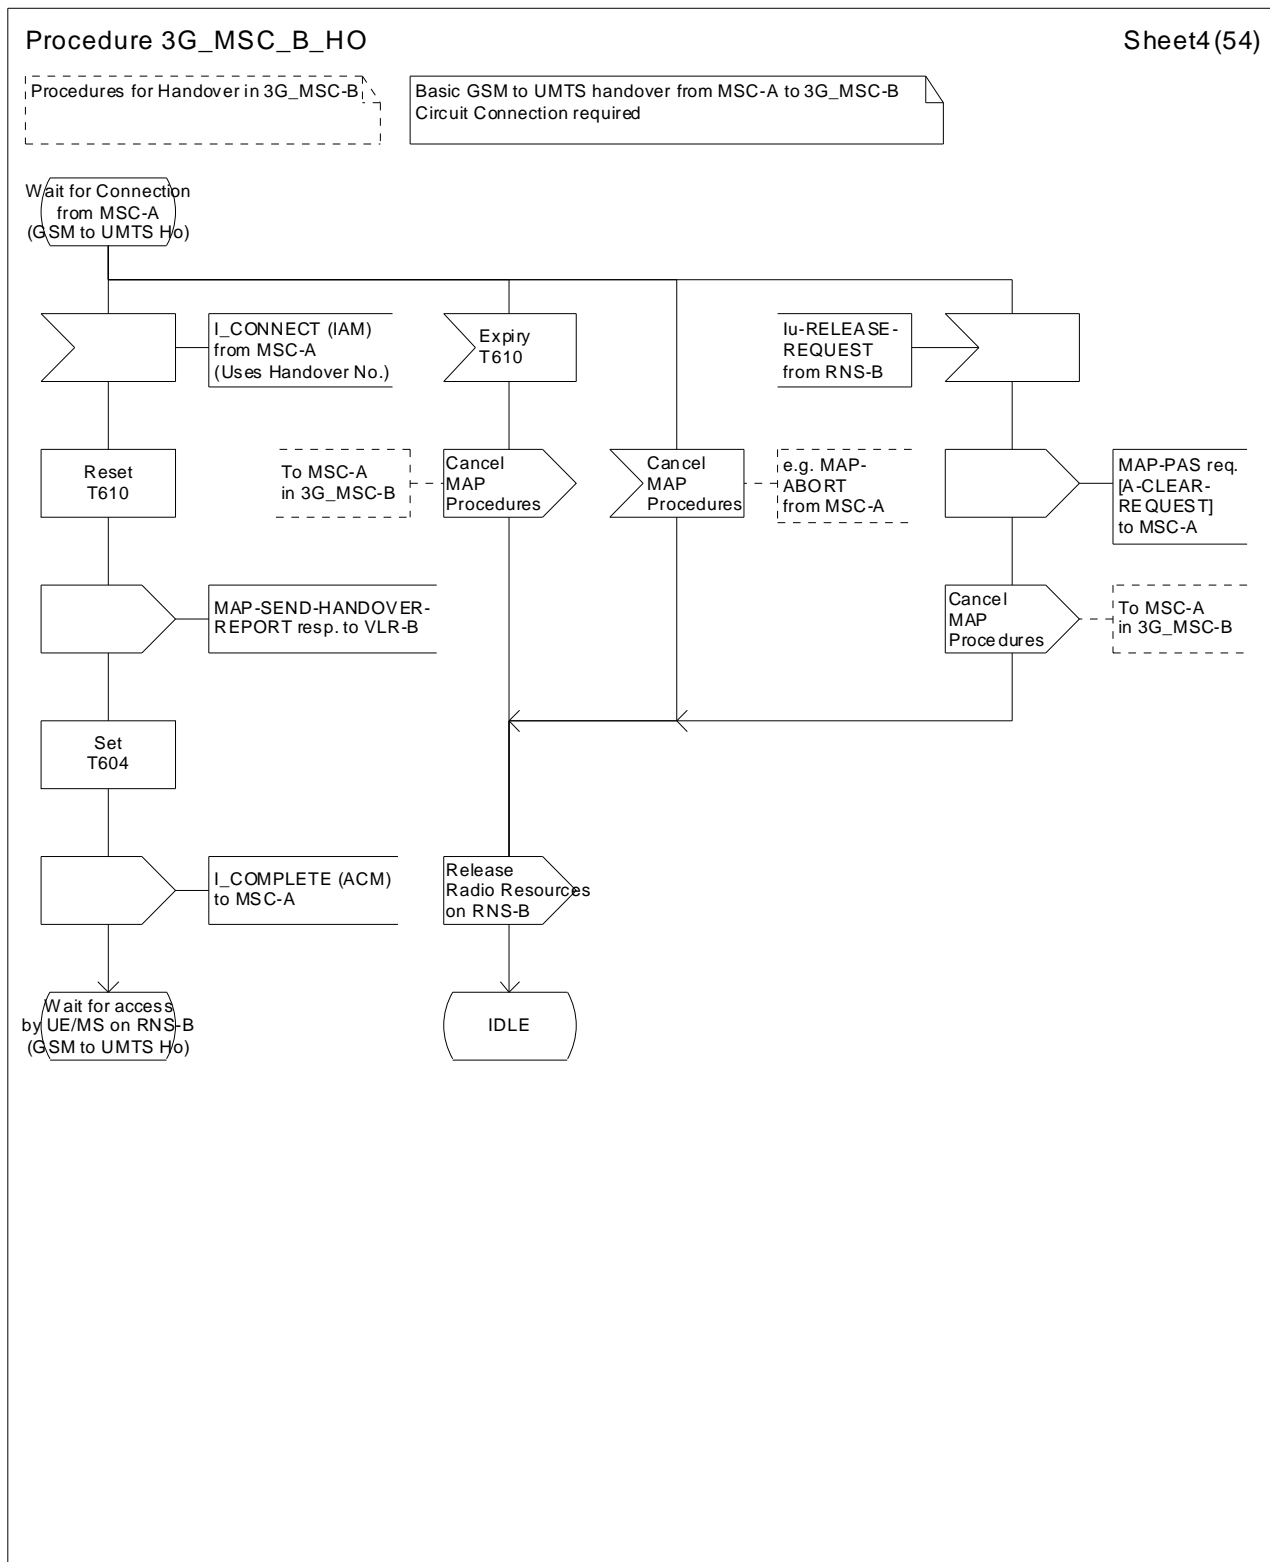 Procedure 3G_MSC_B_HO
Sheet4(54)
Procedures for Handover in 3G_MSC-B
Basic GSM to UMTS handover from MSC-A to 3G_MSC-B
Circuit Connection required
Wait for Connection
from MSC-A
(GSM to UMTS Ho)
I_CONNECT (IAM)
from MSC-A
(Uses Handover No.)
Expiry
T610
Iu-RELEASE-
REQUEST
from RNS-B
Reset
T610
To MSC-A
in 3G_MSC-B
Cancel
MAP
Procedures
Cancel
MAP
Procedures
e.g. MAP-
ABORT
from MSC-A
MAP-PAS req.
[A-CLEAR-
REQUEST]
to MSC-A
MAP-SEND-HANDOVER-
REPORT resp. to VLR-B
Cancel
MAP
Procedures
To MSC-A
in 3G_MSC-B
Set
T604
I_COMPLETE (ACM)
to MSC-A
Release
Radio Resources
on RNS-B
Wait for access
by UE/MS on RNS-B
(GSM to UMTS Ho)
IDLE